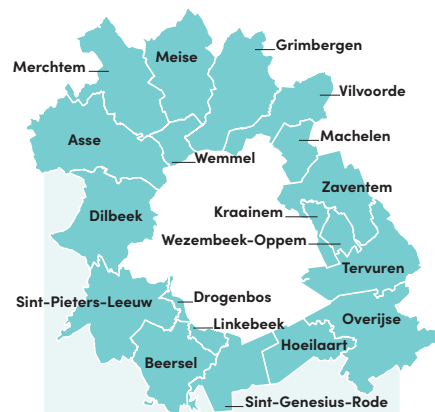 Grimbergen
Meise
Merchtem
Vilvoorde
Machelen
Asse
Wemmel
Zaventem
Dilbeek
Kraainem
Wezembeek-Oppem
Tervuren
Sint-Pieters-Leeuw
Drogenbos
Overijse
Linkebeek
Hoeilaart
Beersel
Sint-Genesius-Rode